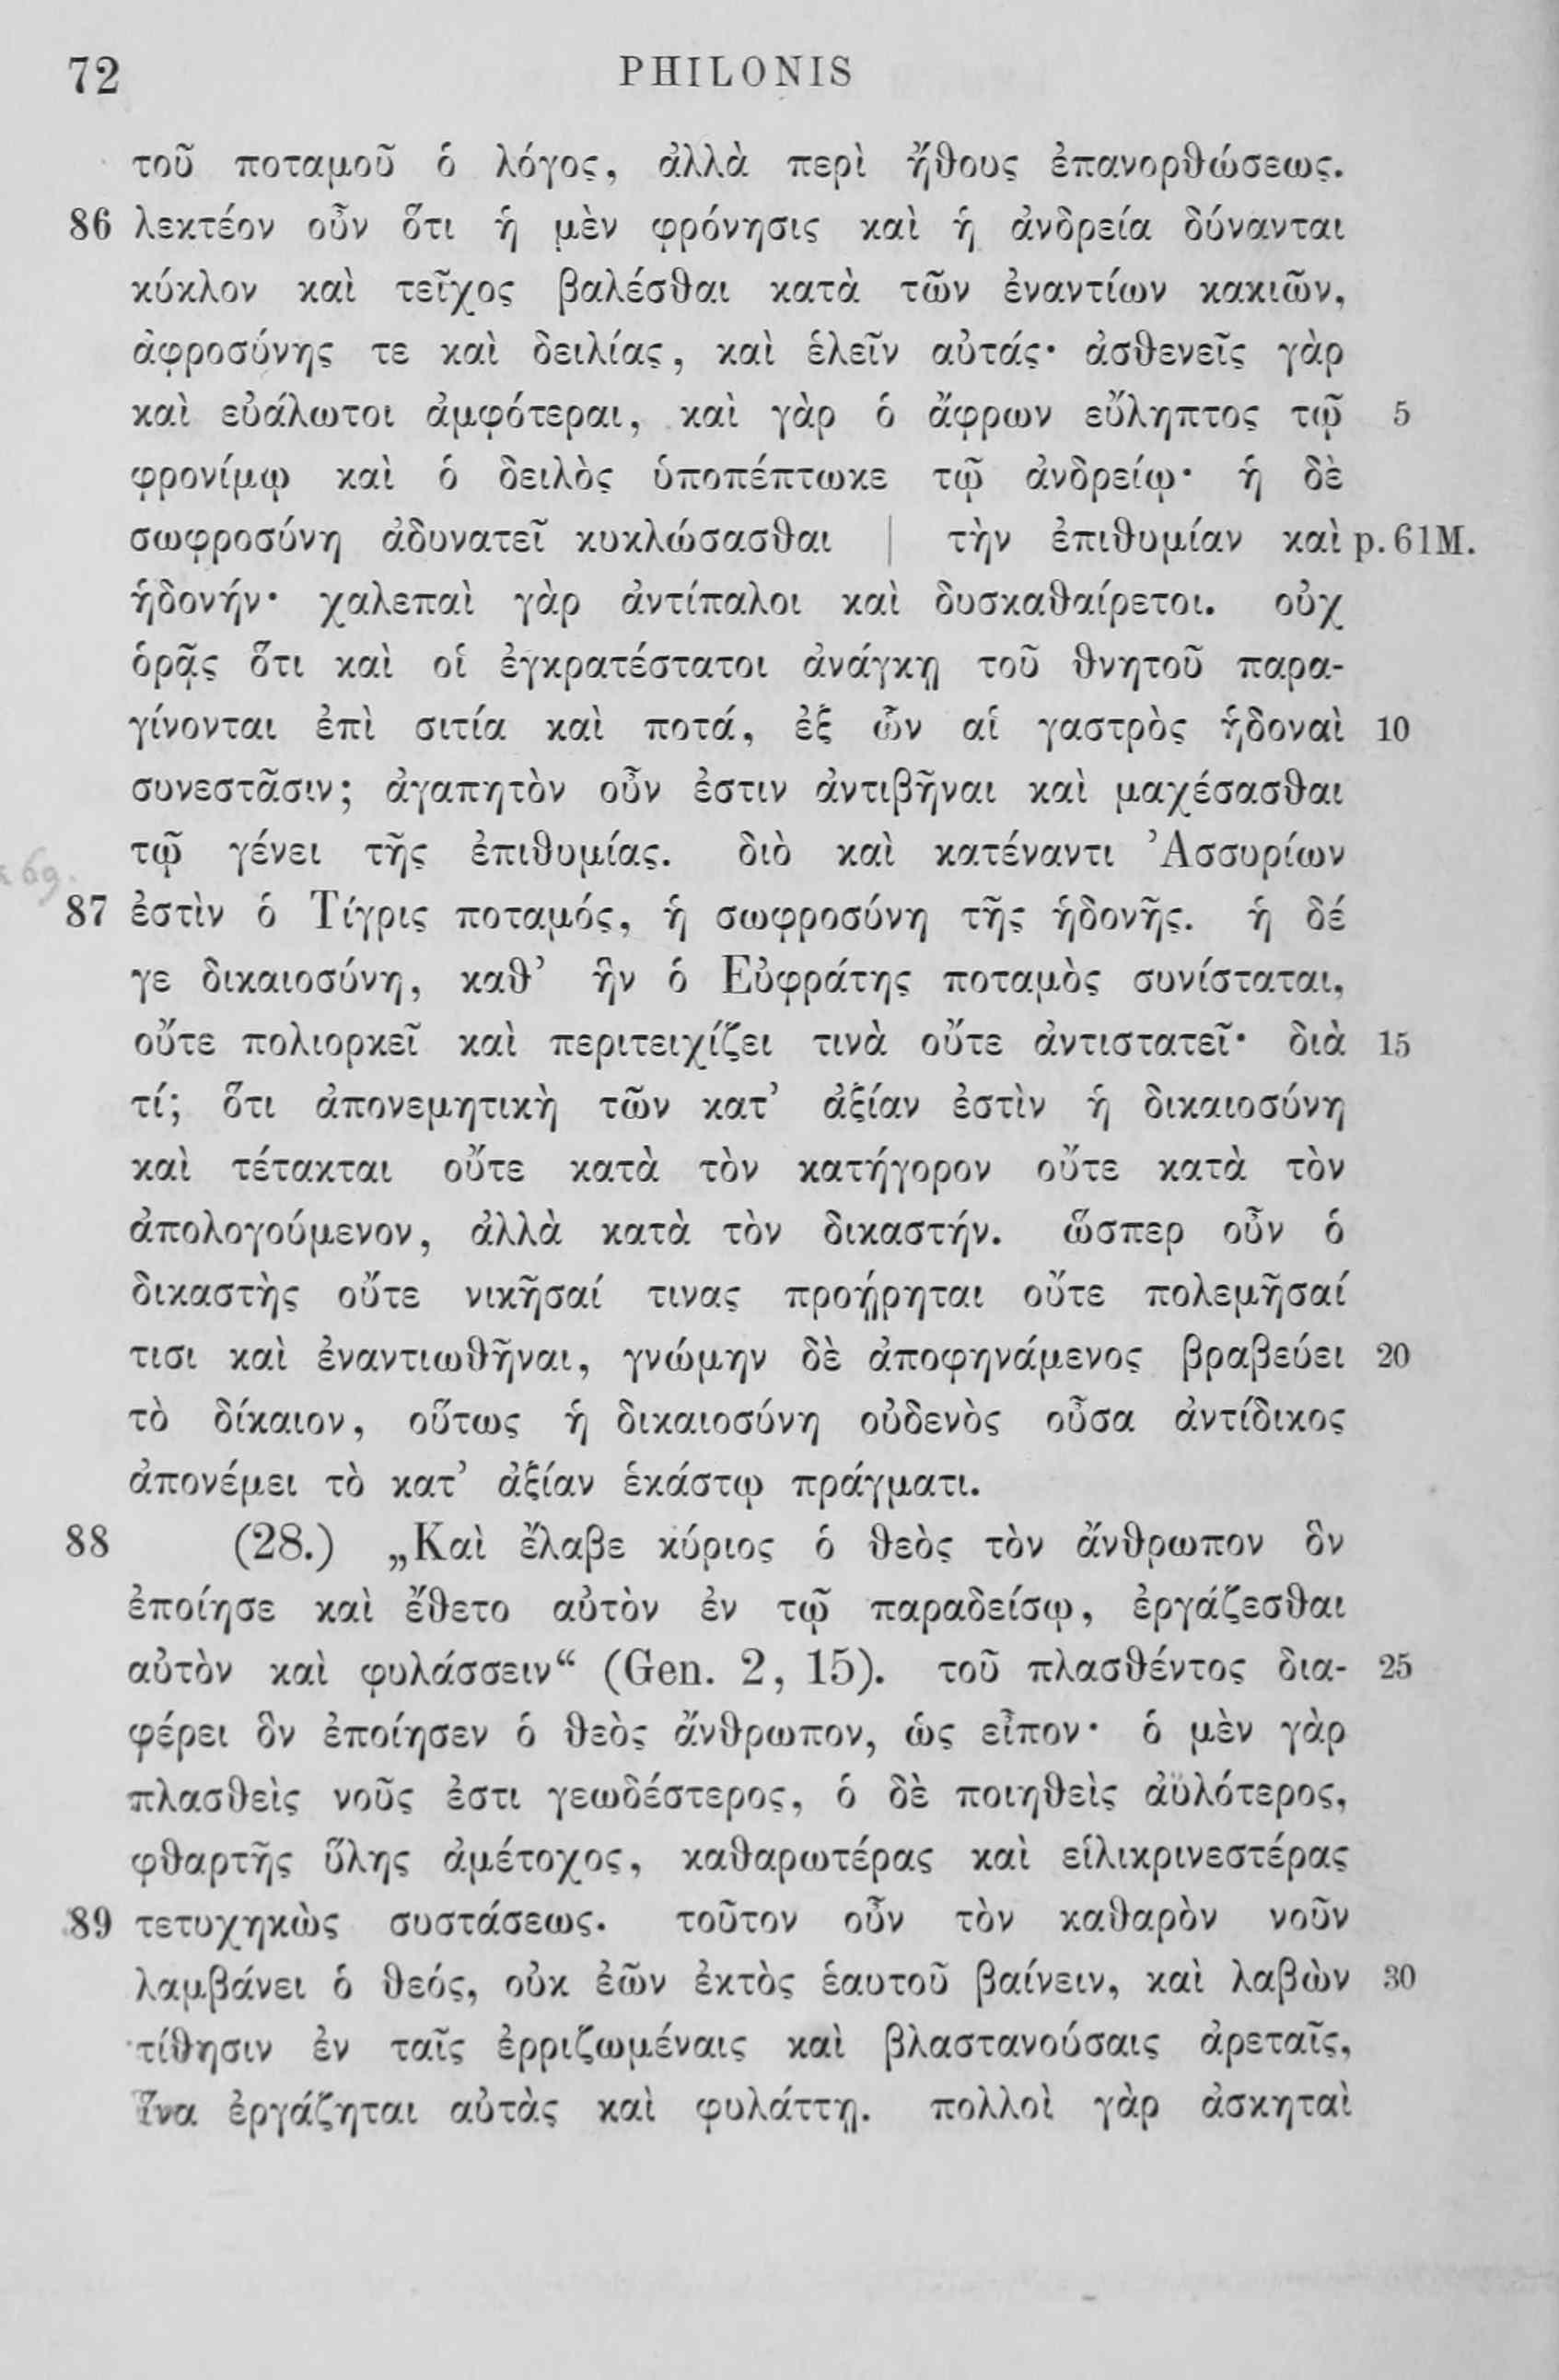 72 PHILONIS
τοῦ ποταμοῦ ὁ λόγος, ἀλλὰ περὶ ἤθους ἐπανορθώσεως.
86 λεκτέον οὖν ὅτι ἡ μὲν φρόνησις καὶ ἡ ἀνδρεία δύνανται
κύκλον καὶ τεῖχος βαλέσθαι κατὰ τῶν ἐναντίων κακιῶν,
ἀφροσύνης τε καὶ δειλίας, καὶ ἑλεῖν αὐτάς· ἀσθενεῖς γὰρ
καὶ εὐάλωτοι ἀμφότεραι, καὶ γὰρ ὁ ἄφρων εὔληπτος τῷ 5
φρονίμῳ καὶ ὁ δειλὸς ὑποπέπτωκε τῷ ἀνδρείῳ· ἡ δὲ
σωφροσύνη ἀδυνατεῖ κυκλώσασθαι | τὴν ἐπιθυμίαν καὶ p. 61 M.
ἡδονήν· χαλεπαὶ γὰρ ἀντίπαλοι καὶ δυσκαθαίρετοι. οὐχ
ὁρᾷς ὅτι καὶ οἱ ἐγκρατέστατοι ἀνάγκῃ τοῦ θνητοῦ παρα-
γίνονται ἐπὶ σιτία καὶ ποτά, ἐξ ὧν αἱ γαστρὸς ἡδοναὶ 10
συνεστᾶσιν; ἀγαπητὸν οὖν ἐστιν ἀντιβῆναι καὶ μαχέσασθαι
τῷ γένει τῆς ἐπιθυμίας. διὸ καὶ κατέναντι Ἀσσυρίων
87 ἐστὶν ὁ Τίγρις ποταμός, ἡ σωφροσύνη τῆς ἡδονῆς. ἡ δέ
γε δικαιοσύνη, καθ’ ἣν ὁ Εὐφράτης ποταμὸς συνίσταται,
οὔτε πολιορκεῖ καὶ περιτειχίζει τινὰ οὔτε ἀντιστατεῖ· διὰ 15
τί; ὅτι ἀπονεμητικὴ τῶν κατ’ ἀξίαν ἐστὶν ἡ δικαιοσύνη
καὶ τέτακται οὔτε κατὰ τὸν κατήγορον οὔτε κατὰ τὸν
ἀπολογούμενον, ἀλλὰ κατὰ τὸν δικαστήν. ὥσπερ οὖν ὁ
δικαστὴς οὔτε νικῆσαί τινας προῄρηται οὔτε πολεμῆσαί
τισι καὶ ἐναντιωθῆναι, γνώμην δὲ ἀποφηνάμενος βραβεύει 20
τὸ δίκαιον, οὕτως ἡ δικαιοσύνη οὐδενὸς οὖσα ἀντίδικος
ἀπονέμει τὸ κατ’ ἀξίαν ἑκάστῳ πράγματι.
88 (28.) „Καὶ ἔλαβε κύριος ὁ θεὸς τὸν ἄνθρωπον ὃν
ἐποίησε καὶ ἔθετο αὐτὸν ἐν τῷ παραδείσῳ, ἐργάζεσθαι
αὐτὸν καὶ φυλάσσειν“ (Gen. 2, 15). τοῦ πλασθέντος δια- 25
φέρει ὃν ἐποίησεν ὁ θεὸς ἄνθρωπον, ὡς εἶπον· ὁ μὲν γὰρ
πλασθεὶς νοῦς ἐστι γεωδέστερος, ὁ δὲ ποιηθεὶς ἀϋλότερος,
φθαρτῆς ὕλης ἀμέτοχος, καθαρωτέρας καὶ εἱλικρινεστέρας
89 τετυχηκὼς συστάσεως. τοῦτον οὖν τὸν καθαρὸν νοῦν
λαμβάνει ὁ θεός, οὐκ ἐῶν ἐκτὸς ἑαυτοῦ βαίνειν, καὶ λαβὼν 30
τίθησιν ἐν ταῖς ἐρριζωμέναις καὶ βλαστανούσαις ἀρεταῖς,
ἵνα ἐργάζηται αὐτὰς καὶ φυλάττῃ. πολλοὶ γὰρ ἀσκηταὶ